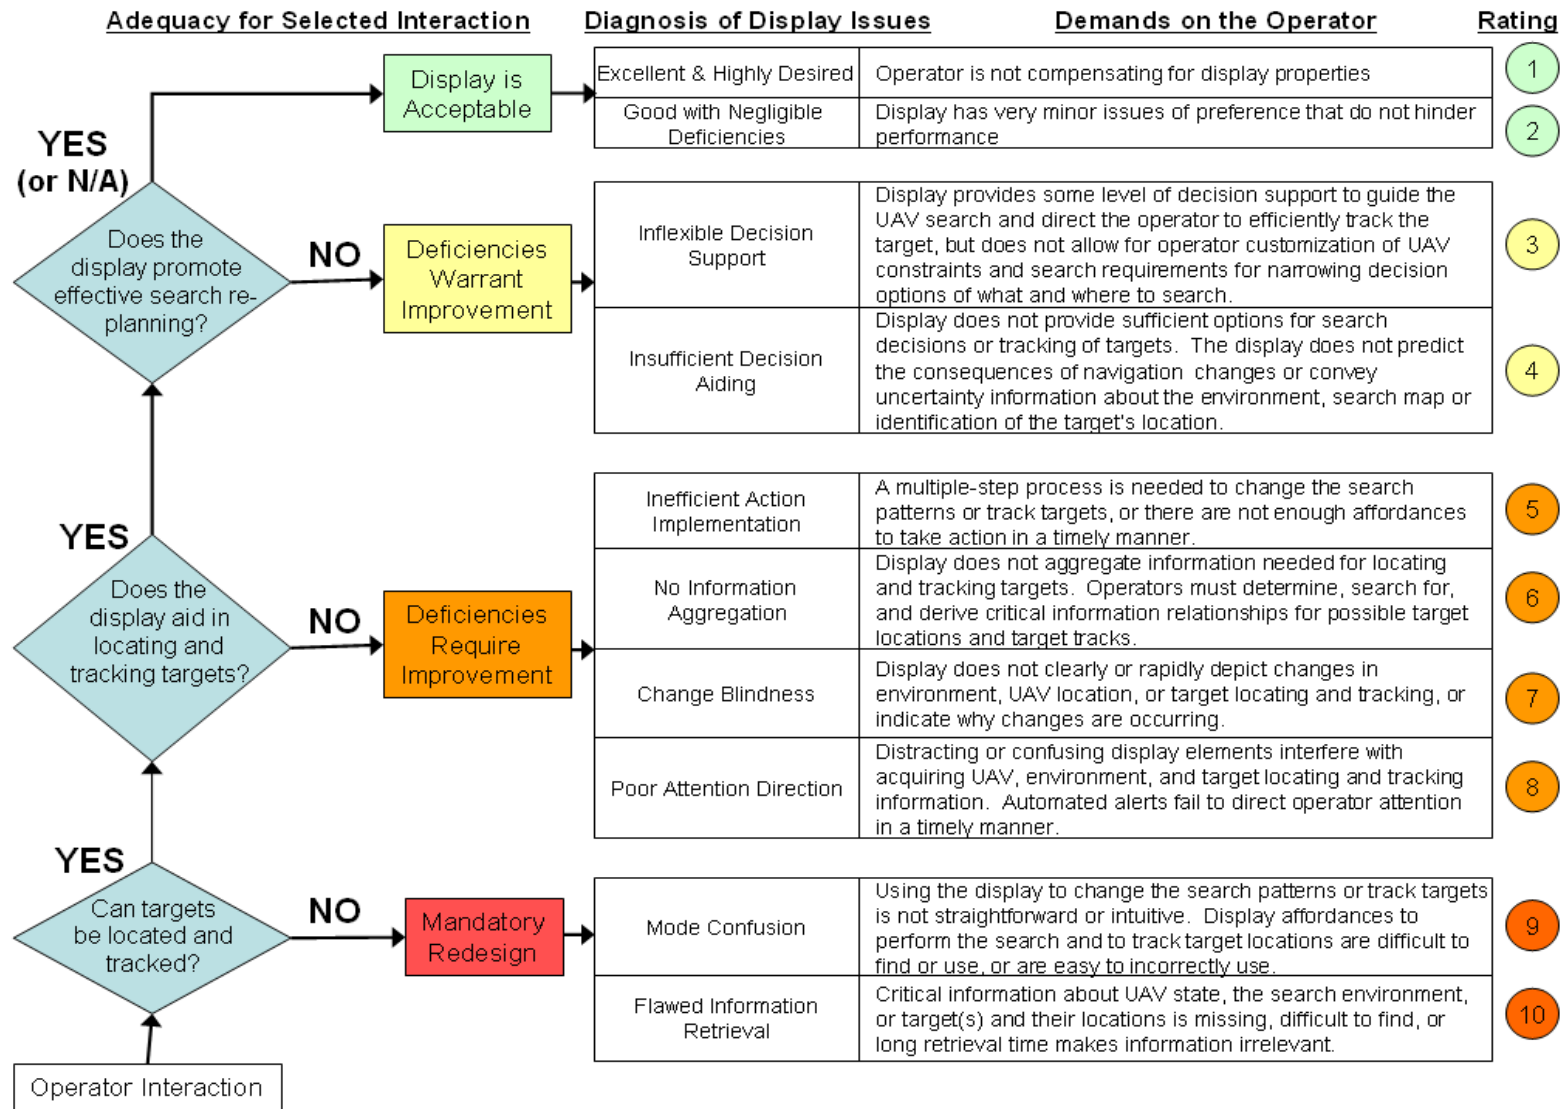 Adequacy for Selected Interaction
Diagnosis of Display Issues
Demands on the Operator
Rating
Display is
Acceptable
Excellent & Highly Desired
Operator is not compensating for display properties
1
Good with Negligible
Deficiencies
Display has very minor issues of preference that do not hinder
performance
2
YES
(or N/A)
Does the
display promote
effective search re-
planning?
NO
Deficiencies
Warrant
Improvement
Inflexible Decision
Support
Display provides some level of decision support to guide the
UAV search and direct the operator to efficiently track the
target, but does not allow for operator customization of UAV
constraints and search requirements for narrowing decision
options of what and where to search.
3
Insufficient Decision
Aiding
Display does not provide sufficient options for search
decisions or tracking of targets. The display does not predict
the consequences of navigation changes or convey
uncertainty information about the environment, search map or
identification of the target's location.
4
YES
Does the
display aid in
locating and
tracking targets?
NO
Deficiencies
Require
Improvement
Inefficient Action
Implementation
A multiple-step process is needed to change the search
patterns or track targets, or there are not enough affordances
to take action in a timely manner.
5
No Information
Aggregation
Display does not aggregate information needed for locating
and tracking targets. Operators must determine, search for,
and derive critical information relationships for possible target
locations and target tracks.
6
Change Blindness
Display does not clearly or rapidly depict changes in
environment, UAV location, or target locating and tracking, or
indicate why changes are occurring.
7
Poor Attention Direction
Distracting or confusing display elements interfere with
acquiring UAV, environment, and target locating and tracking
information. Automated alerts fail to direct operator attention
in a timely manner.
8
YES
Can targets
be located and
tracked?
NO
Mandatory
Redesign
Mode Confusion
Using the display to change the search patterns or track targets
is not straightforward or intuitive. Display affordances to
perform the search and to track target locations are difficult to
find or use, or are easy to incorrectly use.
9
Flawed Information
Retrieval
Critical information about UAV state, the search environment,
or target(s) and their locations is missing, difficult to find, or
long retrieval time makes information irrelevant.
10
Operator Interaction